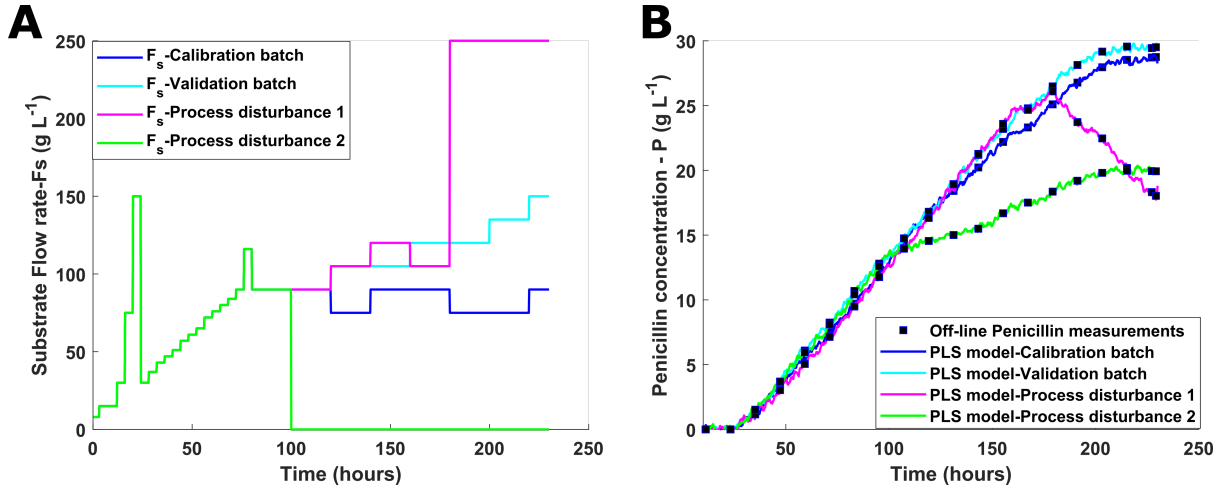 A
Substrate Flow rate-Fs (g L-1)
250
200
150
100
50
0
Fs-Calibration batch
Fs-Validation batch
Fs-Process disturbance 1
Fs-Process disturbance 2
0 50 100 150 200 250
Time (hours)
B
Penicillin concentration - P (g L-1)
30
25
20
15
10
5
0
Off-line Penicillin measurements
PLS model-Calibration batch
PLS model-Validation batch
PLS model-Process disturbance 1
PLS model-Process disturbance 2
50 100 150 200 250
Time (hours)